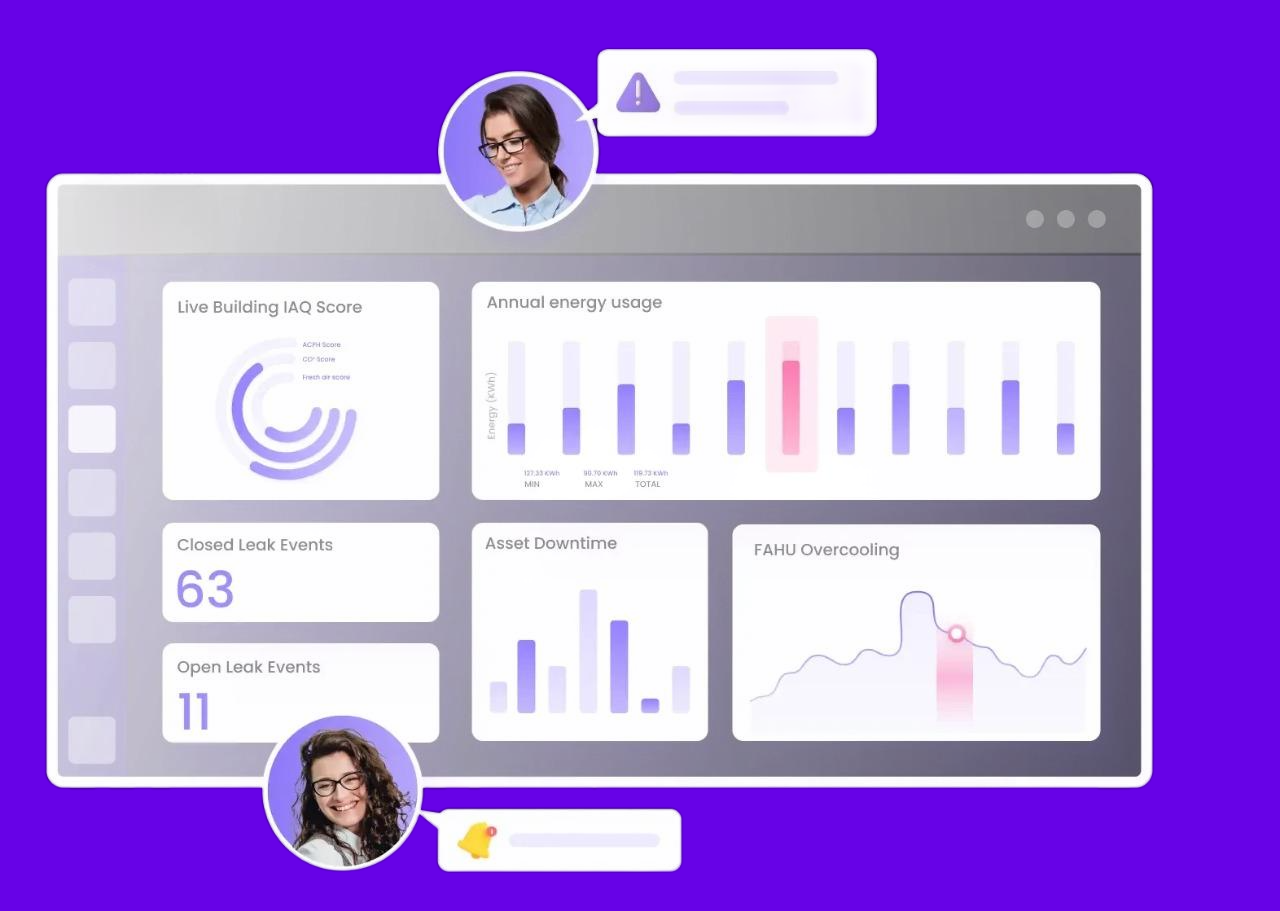 Live Building IAQ Score
ACPH Score
CO² Score
Fresh air score
Annual energy usage
Energy (KWh)
127.33 KWh
90.70 KWh
119.73 KWh
MIN
MAX
TOTAL
Closed Leak Events
63
Open Leak Events
11
Asset Downtime
FAHU Overcooling